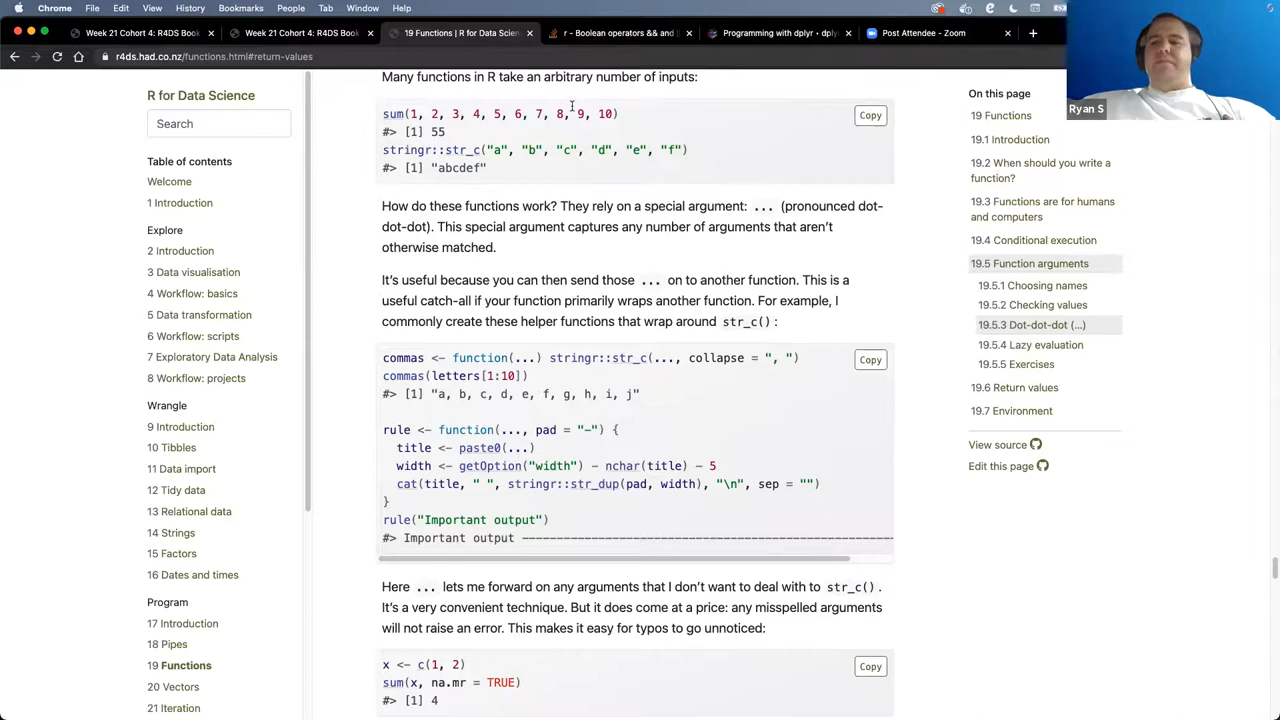 Chrome File Edit View History Bookmarks People Tab Window Help
Week 21 Cohort 4: R4DS Book
Week 21 Cohort 4: R4DS Book
19 Functions | R for Data Scien
r - Boolean operators && and ||
Programming with dplyr • dply
Post Attendee - Zoom
r4ds.had.co.nz/functions.html#return-values
Ryan S
R for Data Science
Search
Table of contents
Welcome
1 Introduction
Explore
2 Introduction
3 Data visualisation
4 Workflow: basics
5 Data transformation
6 Workflow: scripts
7 Exploratory Data Analysis
8 Workflow: projects
Wrangle
9 Introduction
10 Tibbles
11 Data import
12 Tidy data
13 Relational data
14 Strings
15 Factors
16 Dates and times
Program
17 Introduction
18 Pipes
19 Functions
20 Vectors
21 Iteration
Many functions in R take an arbitrary number of inputs:
sum(1, 2, 3, 4, 5, 6, 7, 8, 9, 10)
Copy
#> [1] 55
stringr::str_c("a", "b", "c", "d", "e", "f")
#> [1] "abcdef"
How do these functions work? They rely on a special argument: ... (pronounced dot-
dot-dot). This special argument captures any number of arguments that aren't
otherwise matched.
It's useful because you can then send those ... on to another function. This is a
useful catch-all if your function primarily wraps another function. For example, I
commonly create these helper functions that wrap around str_c() :
commas <- function(...) stringr::str_c(..., collapse = ", ")
Copy
commas(letters[1:10])
#> [1] "a, b, c, d, e, f, g, h, i, j"
rule <- function(..., pad = "-") {
title <- paste0(...)
width <- getOption("width") - nchar(title) - 5
cat(title, " ", stringr::str_dup(pad, width), "\n", sep = "")
}
rule("Important output")
#> Important output -----------------------------------------------------
Here ... lets me forward on any arguments that I don't want to deal with to str_c() .
It's a very convenient technique. But it does come at a price: any misspelled arguments
will not raise an error. This makes it easy for typos to go unnoticed:
x <- c(1, 2)
Copy
sum(x, na.mr = TRUE)
#> [1] 4
On this page
19 Functions
19.1 Introduction
19.2 When should you write a
function?
19.3 Functions are for humans
and computers
19.4 Conditional execution
19.5 Function arguments
19.5.1 Choosing names
19.5.2 Checking values
19.5.3 Dot-dot-dot (…)
19.5.4 Lazy evaluation
19.5.5 Exercises
19.6 Return values
19.7 Environment
View source
Edit this page